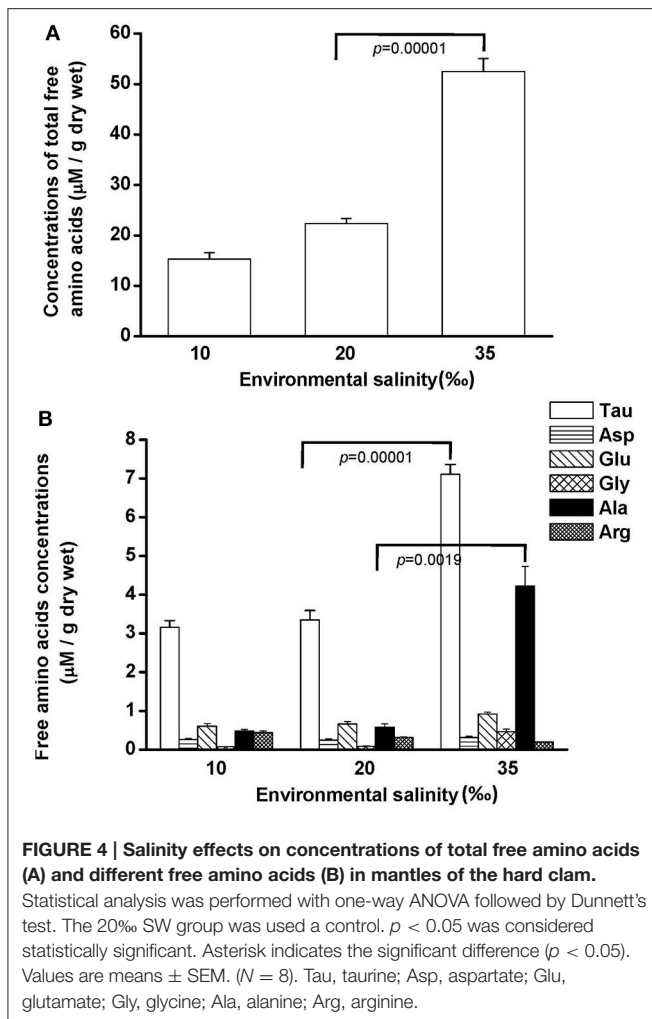 A
Concentrations of total free
amino acids (µM / g dry wet)
60
50
40
30
20
10
0
p=0.00001
10 20 35
Environmental salinity(‰)
B
Free amino acids concentrations
(µM / g dry wet)
8
7
6
5
4
3
2
1
0
p=0.00001
p=0.0019
10 20 35
Environmental salinity(‰)
Tau
Asp
Glu
Gly
Ala
Arg
FIGURE 4 | Salinity effects on concentrations of total free amino acids
(A) and different free amino acids (B) in mantles of the hard clam.
Statistical analysis was performed with one-way ANOVA followed by Dunnett's
test. The 20‰ SW group was used a control. p < 0.05 was considered
statistically significant. Asterisk indicates the significant difference (p < 0.05).
Values are means ± SEM. (N = 8). Tau, taurine; Asp, aspartate; Glu,
glutamate; Gly, glycine; Ala, alanine; Arg, arginine.